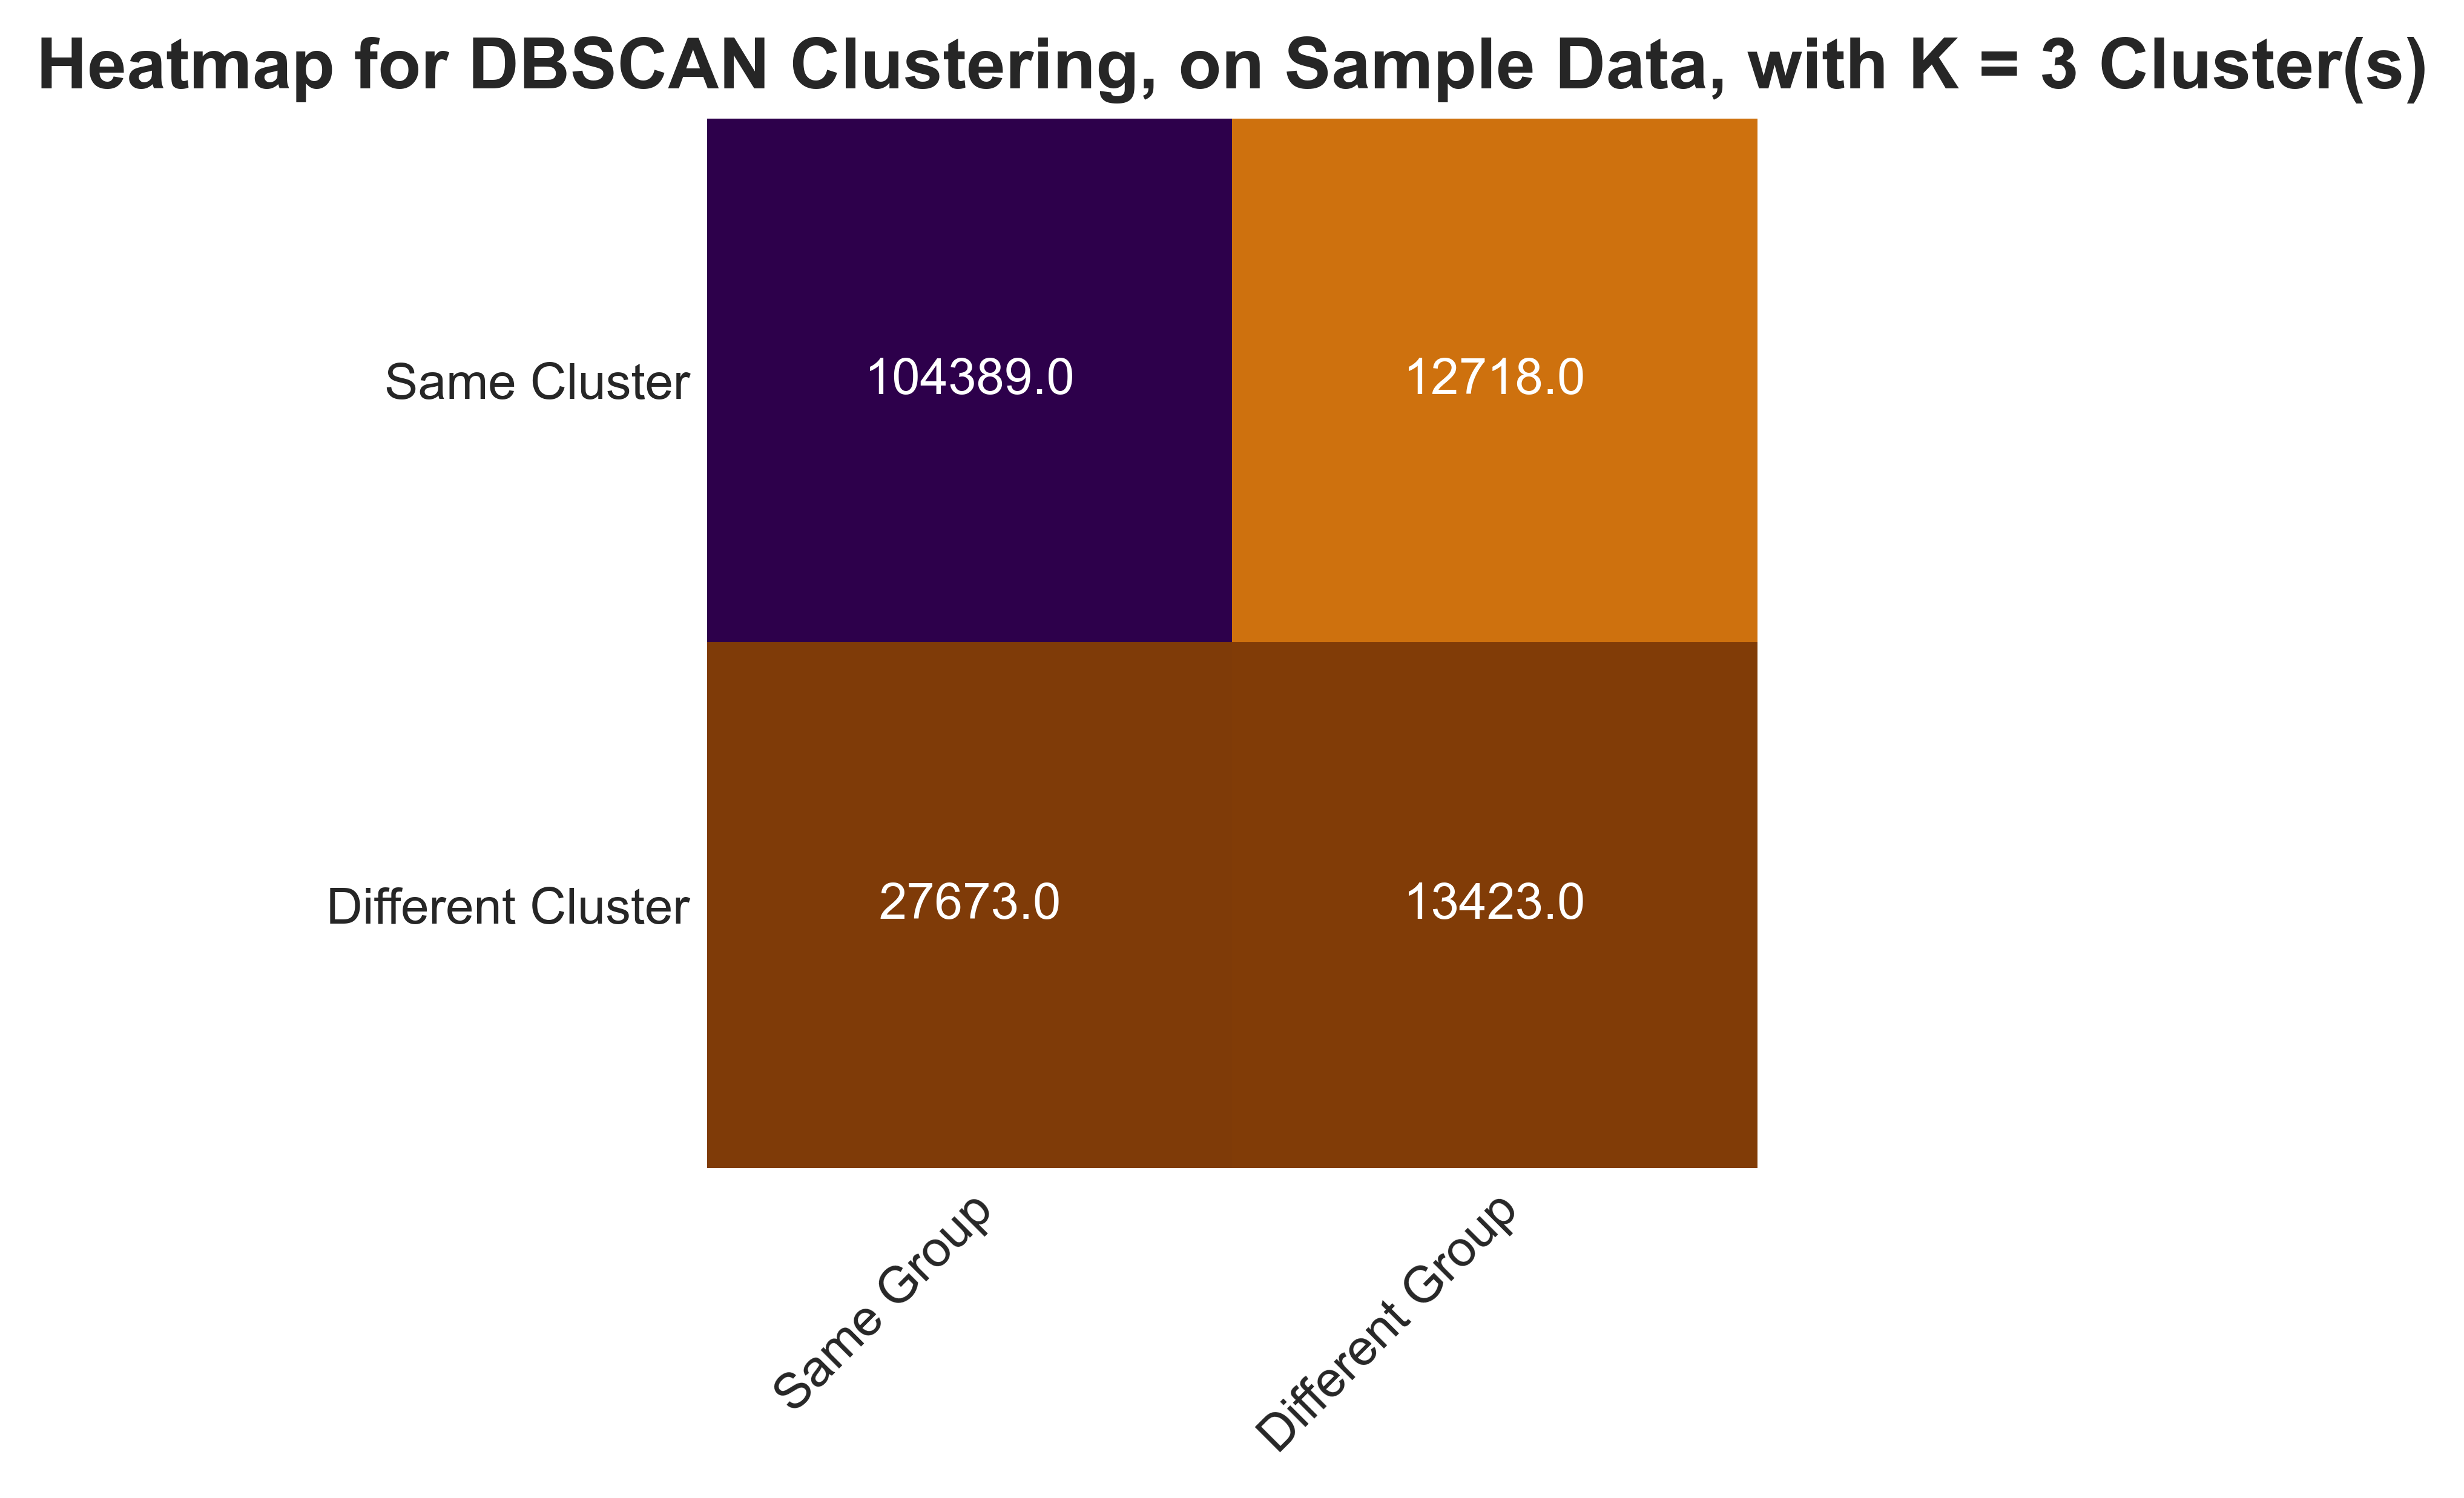 Heatmap for DBSCAN Clustering, on Sample Data, with K = 3 Cluster(s)
Same Cluster
104389.0
12718.0
Different Cluster
27673.0
13423.0
Same Group
Different Group